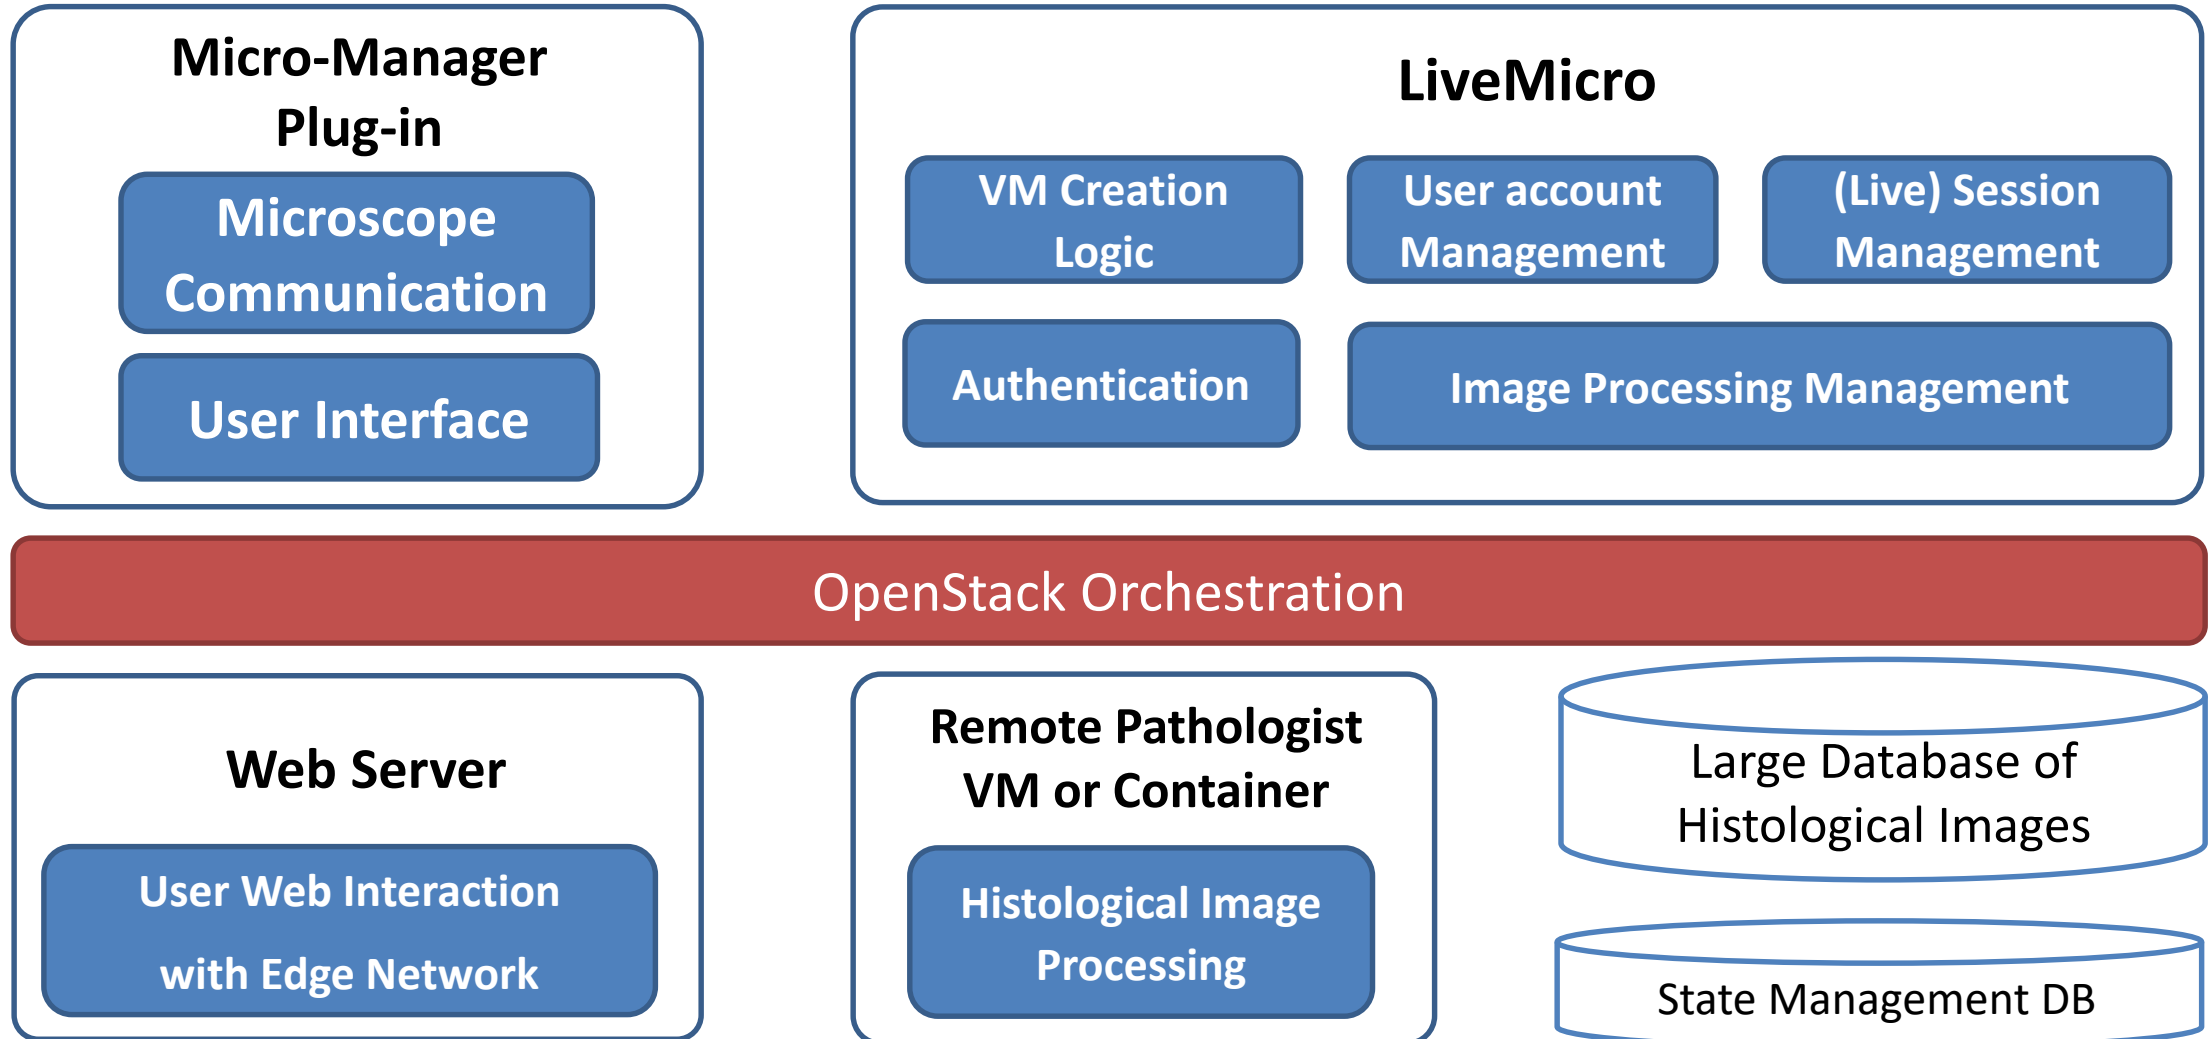 Micro-Manager
Plug-in
Microscope
Communication
User Interface
LiveMicro
VM Creation
Logic
User account
Management
(Live) Session
Management
Authentication
Image Processing Management
OpenStack Orchestration
Web Server
User Web Interaction
with Edge Network
Remote Pathologist
VM or Container
Histological Image
Processing
Large Database of
Histological Images
State Management DB